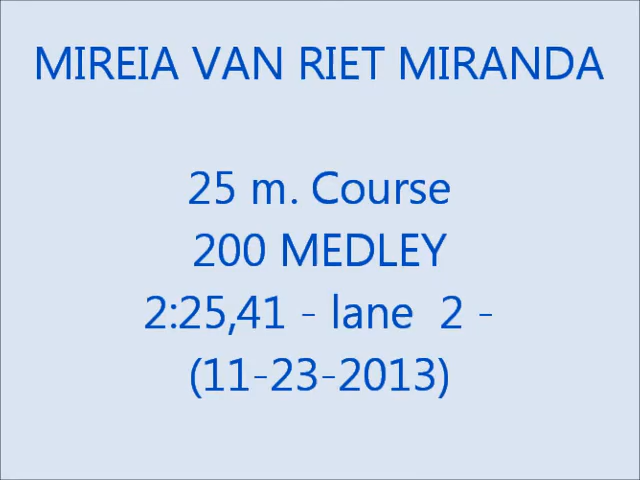 MIREIA VAN RIET MIRANDA
25 m. Course
200 MEDLEY
2:25,41 - lane  2 -
(11-23-2013)